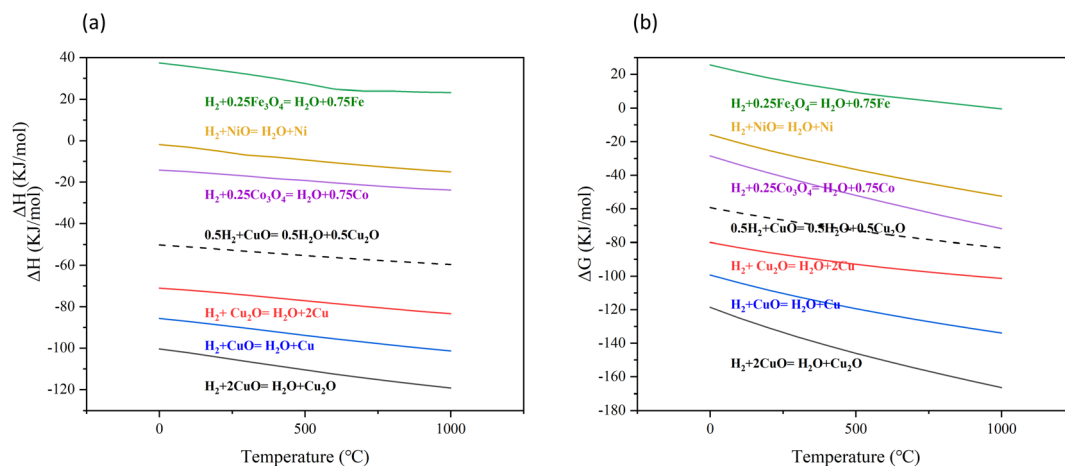 (a)
40
20
0
-20
-40
-60
-80
-100
-120
ΔH (KJ/mol)
ΔH (KJ/mol)
H₂+0.25Fe₃O₄= H₂O+0.75Fe
H₂+NiO= H₂O+Ni
H₂+0.25Co₃O₄= H₂O+0.75Co
0.5H₂+CuO= 0.5H₂O+0.5Cu₂O
H₂+ Cu₂O= H₂O+2Cu
H₂+CuO= H₂O+Cu
H₂+2CuO= H₂O+Cu₂O
0
500
1000
Temperature (℃)
(b)
20
0
-20
-40
-60
-80
-100
-120
-140
-160
-180
ΔG (KJ/mol)
H₂+0.25Fe₃O₄= H₂O+0.75Fe
H₂+NiO= H₂O+Ni
H₂+0.25Co₃O₄= H₂O+0.75Co
0.5H₂+CuO= 0.5H₂O+0.5Cu₂O
H₂+ Cu₂O= H₂O+2Cu
H₂+CuO= H₂O+Cu
H₂+2CuO= H₂O+Cu₂O
0
500
1000
Temperature (℃)